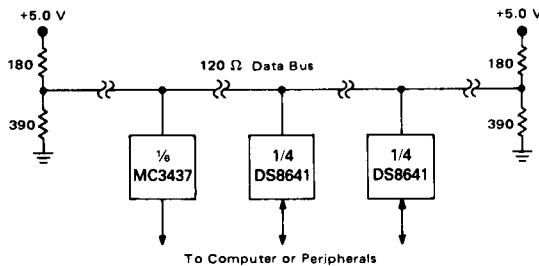 +5.0 V
+5.0 V
180
120 Ω Data Bus
180
390
390
⅙
MC3437
1/4
DS8641
1/4
DS8641
To Computer or Peripherals